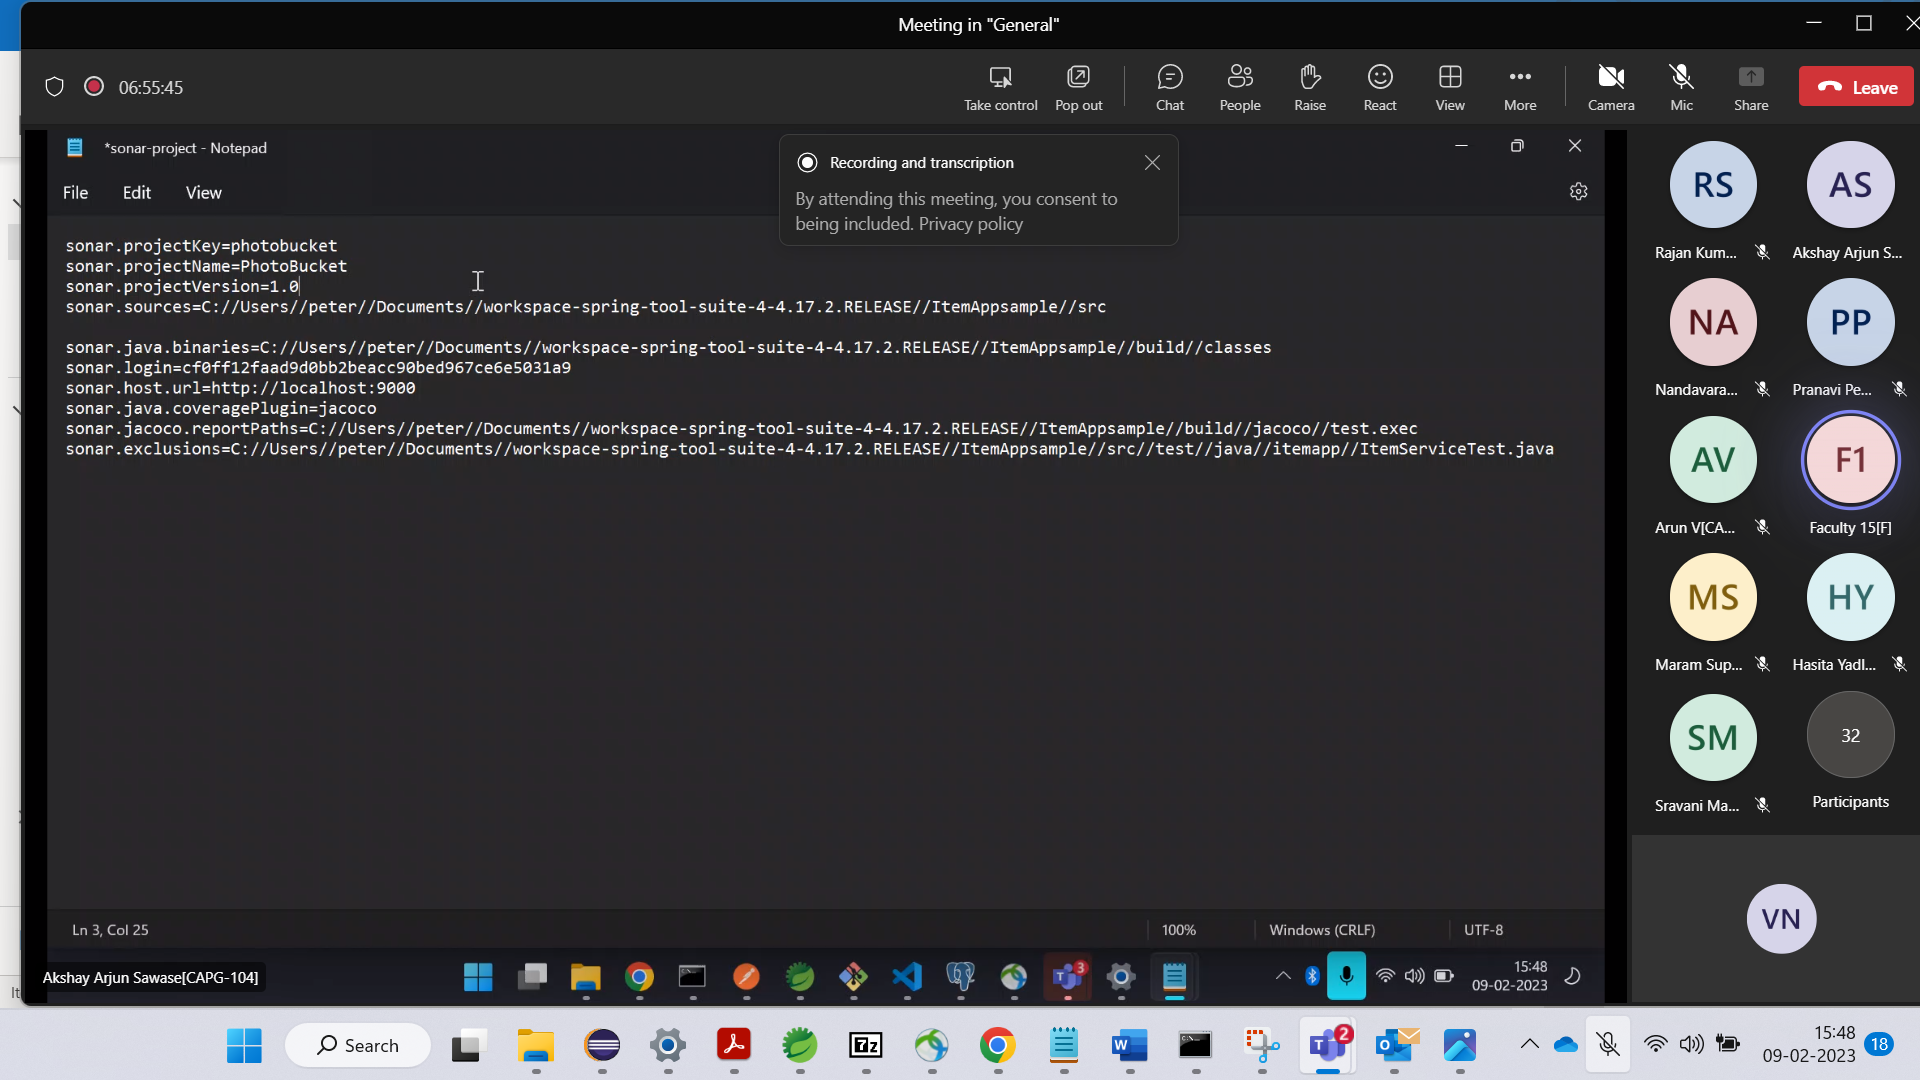 Meeting in "General"
06:55:45
Take control
Pop out
Chat
People
Raise
React
View
More
Camera
Mic
Share
Leave
*sonar-project - Notepad
File
Edit
View
Recording and transcription
By attending this meeting, you consent to
being included. Privacy policy
sonar.projectKey=photobucket
sonar.projectName=PhotoBucket
sonar.projectVersion=1.0
sonar.sources=C://Users//peter//Documents//workspace-spring-tool-suite-4-4.17.2.RELEASE//ItemAppsample//src
sonar.java.binaries=C://Users//peter//Documents//workspace-spring-tool-suite-4-4.17.2.RELEASE//ItemAppsample//build//classes
sonar.login=cf0ff12faad9d0bb2beacc90bed967ce6e5031a9
sonar.host.url=http://localhost:9000
sonar.java.coveragePlugin=jacoco
sonar.jacoco.reportPaths=C://Users//peter//Documents//workspace-spring-tool-suite-4-4.17.2.RELEASE//ItemAppsample//build//jacoco//test.exec
sonar.exclusions=C://Users//peter//Documents//workspace-spring-tool-suite-4-4.17.2.RELEASE//ItemAppsample//src//test//java//itemapp//ItemServiceTest.java
Ln 3, Col 25
100%
Windows (CRLF)
UTF-8
Akshay Arjun Sawase[CAPG-104]
3
15:48
09-02-2023
RS
Rajan Kum...
AS
Akshay Arjun S...
NA
Nandavara...
PP
Pranavi Pe...
AV
Arun V[CA...
F1
Faculty 15[F]
MS
Maram Sup...
HY
Hasita Yadl...
SM
Sravani Ma...
32
Participants
VN
It
Search
7z
2
15:48
09-02-2023
18